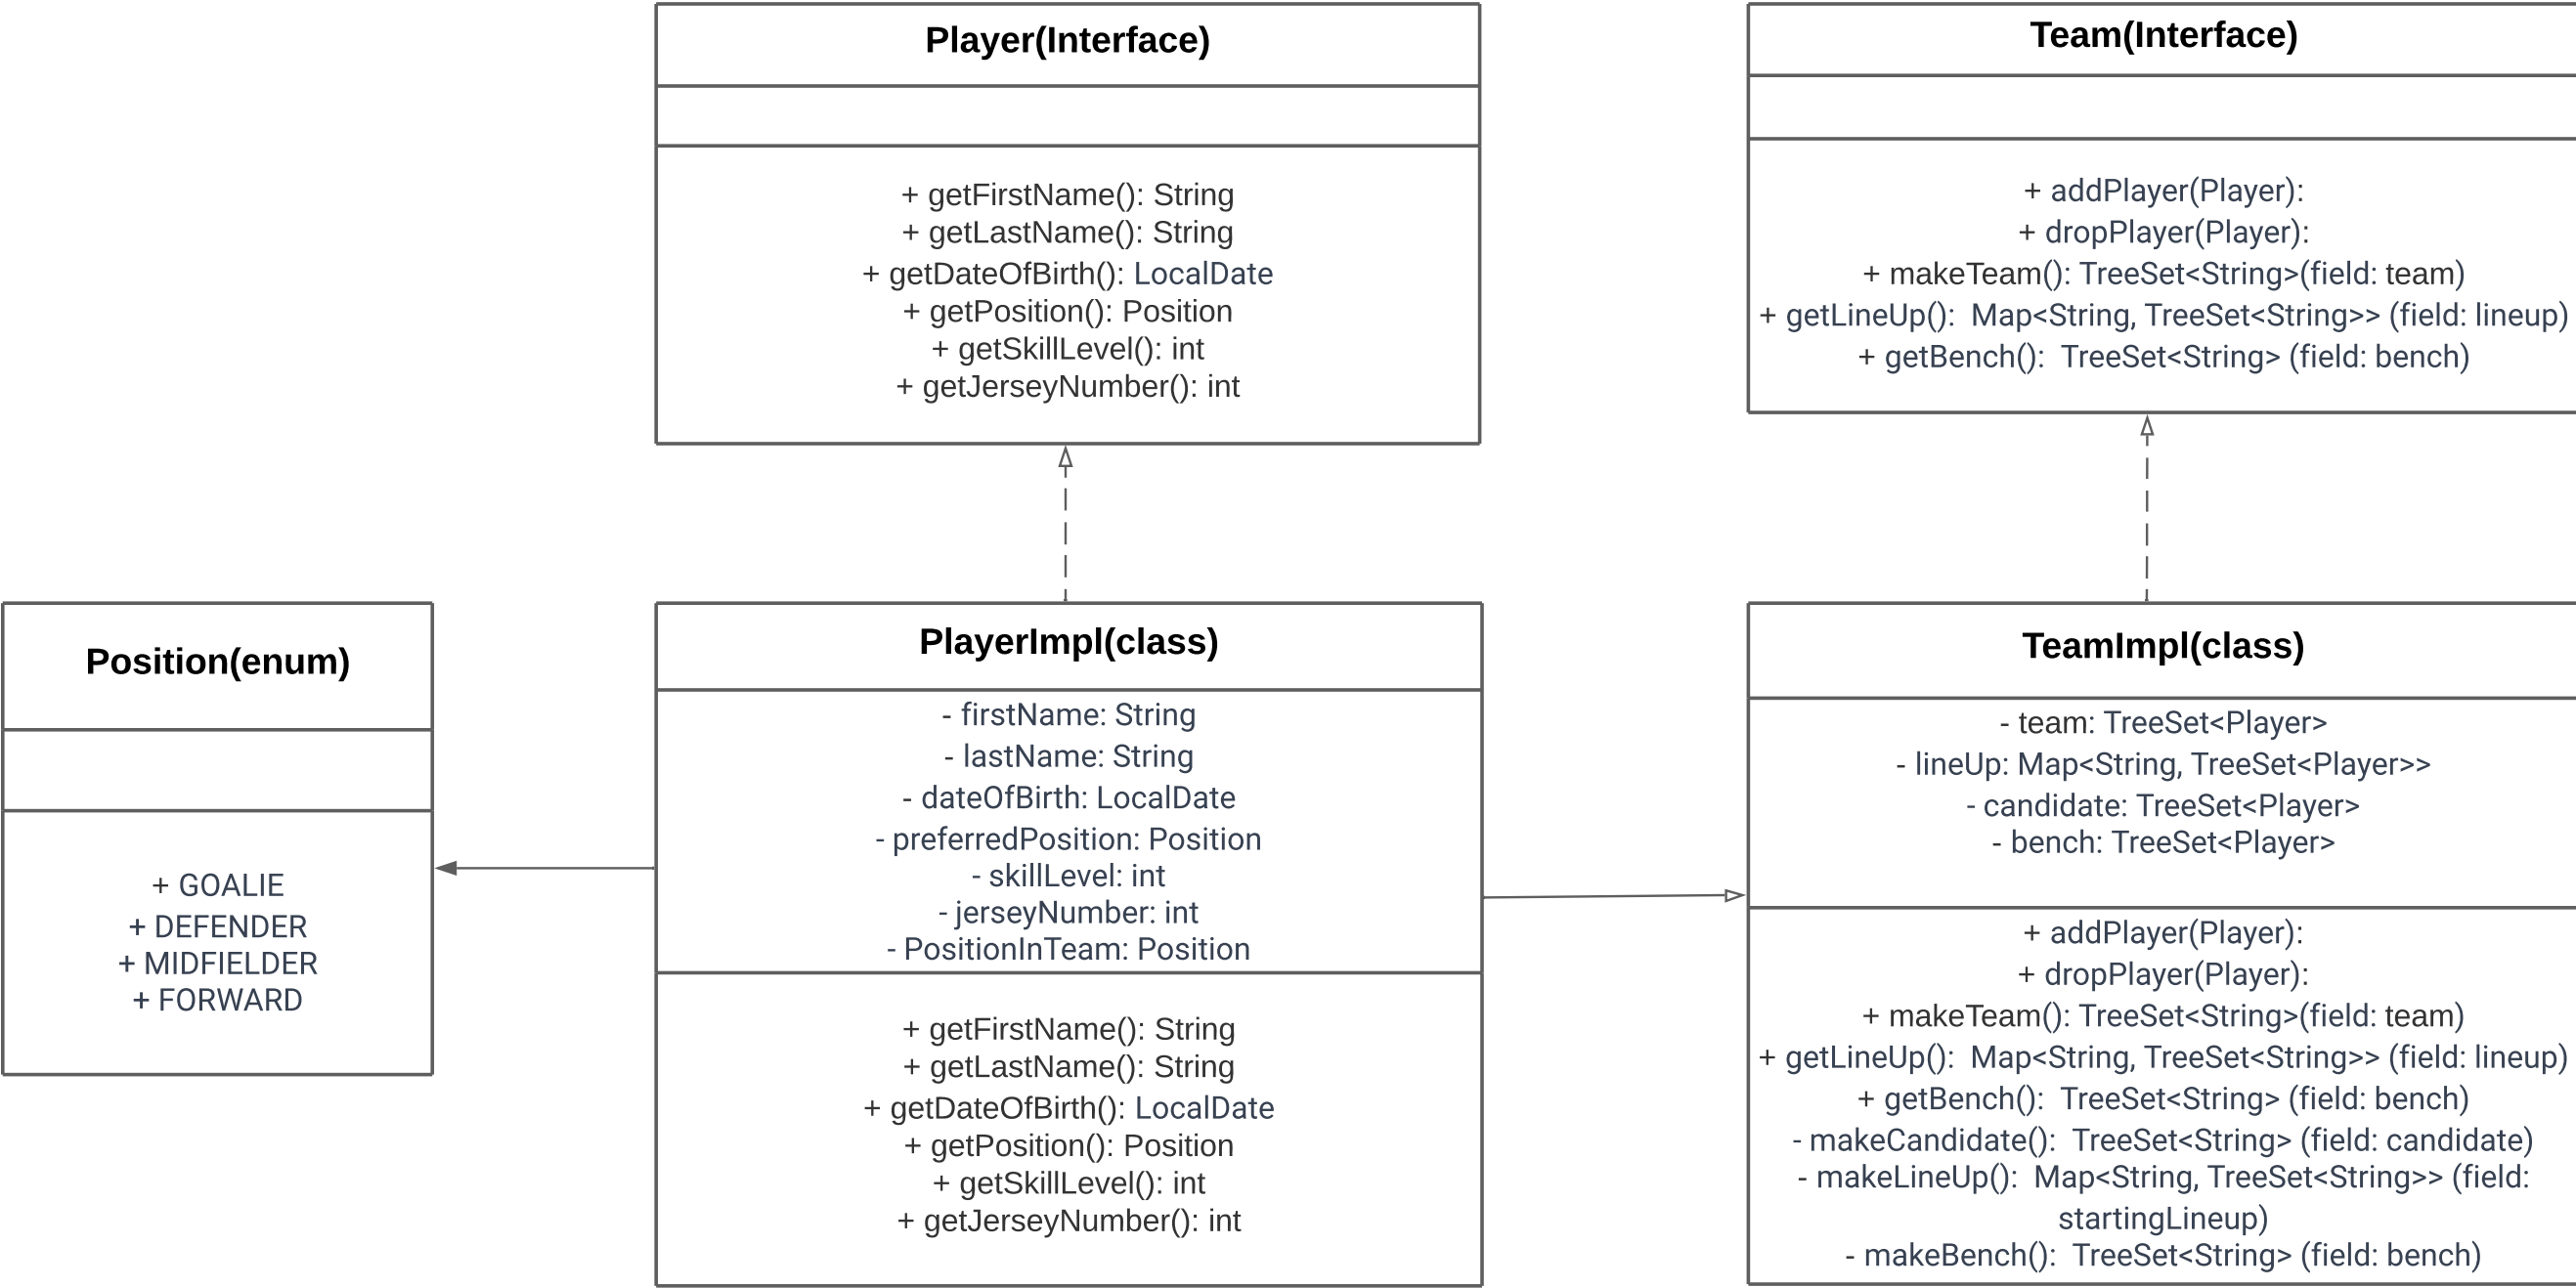 Player(Interface)
+ getFirstName(): String
+ getLastName(): String
+ getDateOfBirth(): LocalDate
+ getPosition(): Position
+ getSkillLevel(): int
+ getJerseyNumber(): int
Team(Interface)
+ addPlayer(Player):
+ dropPlayer(Player):
+ makeTeam(): TreeSet<String>(field: team)
+ getLineUp():  Map<String, TreeSet<String>> (field: lineup)
+ getBench():  TreeSet<String> (field: bench)
Position(enum)
+ GOALIE
+ DEFENDER
+ MIDFIELDER
+ FORWARD
PlayerImpl(class)
- firstName: String
- lastName: String
- dateOfBirth: LocalDate
- preferredPosition: Position
- skillLevel: int
- jerseyNumber: int
- PositionInTeam: Position
+ getFirstName(): String
+ getLastName(): String
+ getDateOfBirth(): LocalDate
+ getPosition(): Position
+ getSkillLevel(): int
+ getJerseyNumber(): int
TeamImpl(class)
- team: TreeSet<Player>
- lineUp: Map<String, TreeSet<Player>>
- candidate: TreeSet<Player>
- bench: TreeSet<Player>
+ addPlayer(Player):
+ dropPlayer(Player):
+ makeTeam(): TreeSet<String>(field: team)
+ getLineUp():  Map<String, TreeSet<String>> (field: lineup)
+ getBench():  TreeSet<String> (field: bench)
- makeCandidate():  TreeSet<String> (field: candidate)
- makeLineUp():  Map<String, TreeSet<String>> (field:
startingLineup)
- makeBench():  TreeSet<String> (field: bench)